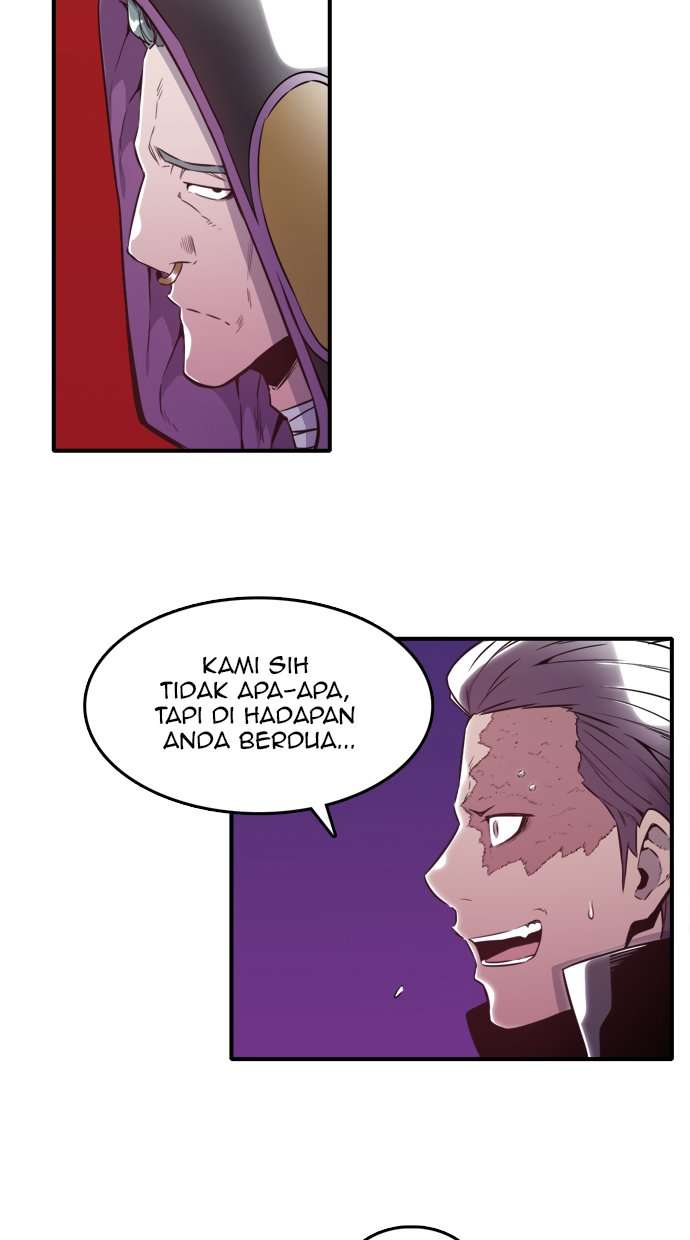 KAMI SIH
TIDAK APA-APA,
TAPI DI HADAPAN
ANDA BERDUA...